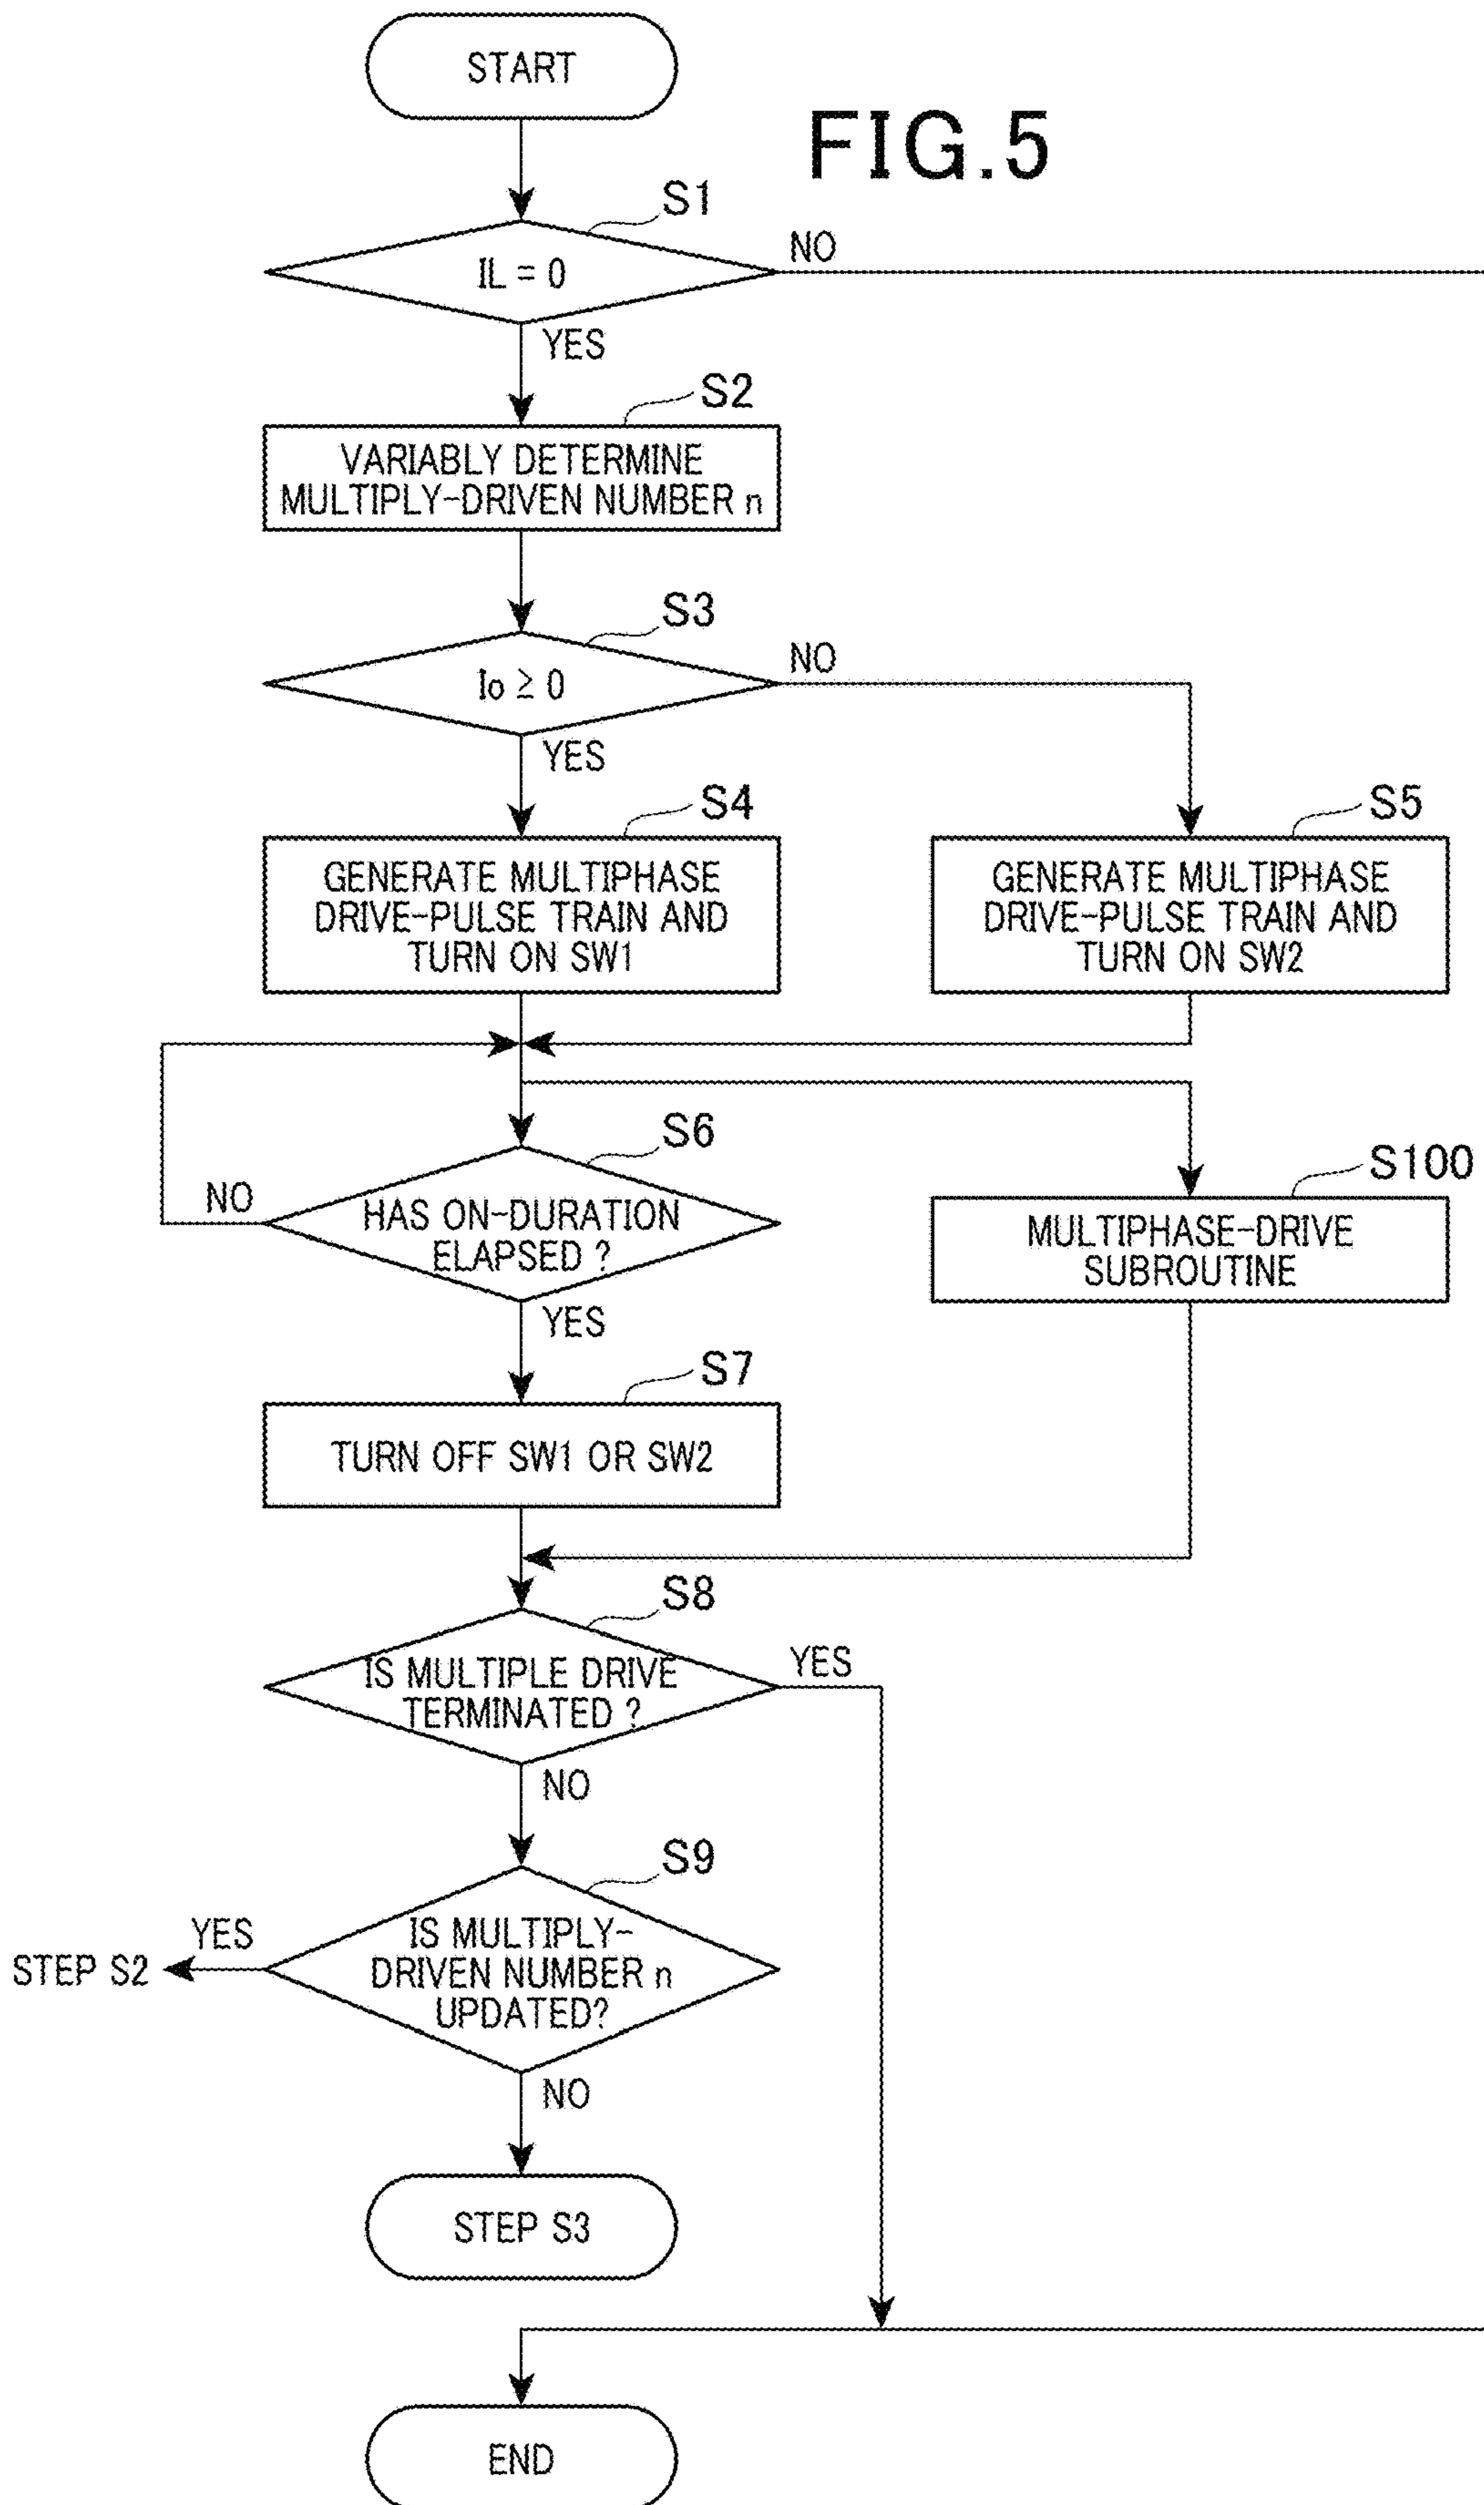 START
FIG.5
S1
IL = 0
NO
YES
S2
VARIABLY DETERMINE
MULTIPLY-DRIVEN NUMBER n
S3
Io ≥ 0
NO
YES
S4
GENERATE MULTIPHASE
DRIVE-PULSE TRAIN AND
TURN ON SW1
S5
GENERATE MULTIPHASE
DRIVE-PULSE TRAIN AND
TURN ON SW2
S6
HAS ON-DURATION
ELAPSED ?
NO
YES
S100
MULTIPHASE-DRIVE
SUBROUTINE
S7
TURN OFF SW1 OR SW2
S8
IS MULTIPLE DRIVE
TERMINATED ?
YES
NO
S9
IS MULTIPLY-
DRIVEN NUMBER n
UPDATED?
YES
STEP S2
NO
STEP S3
END